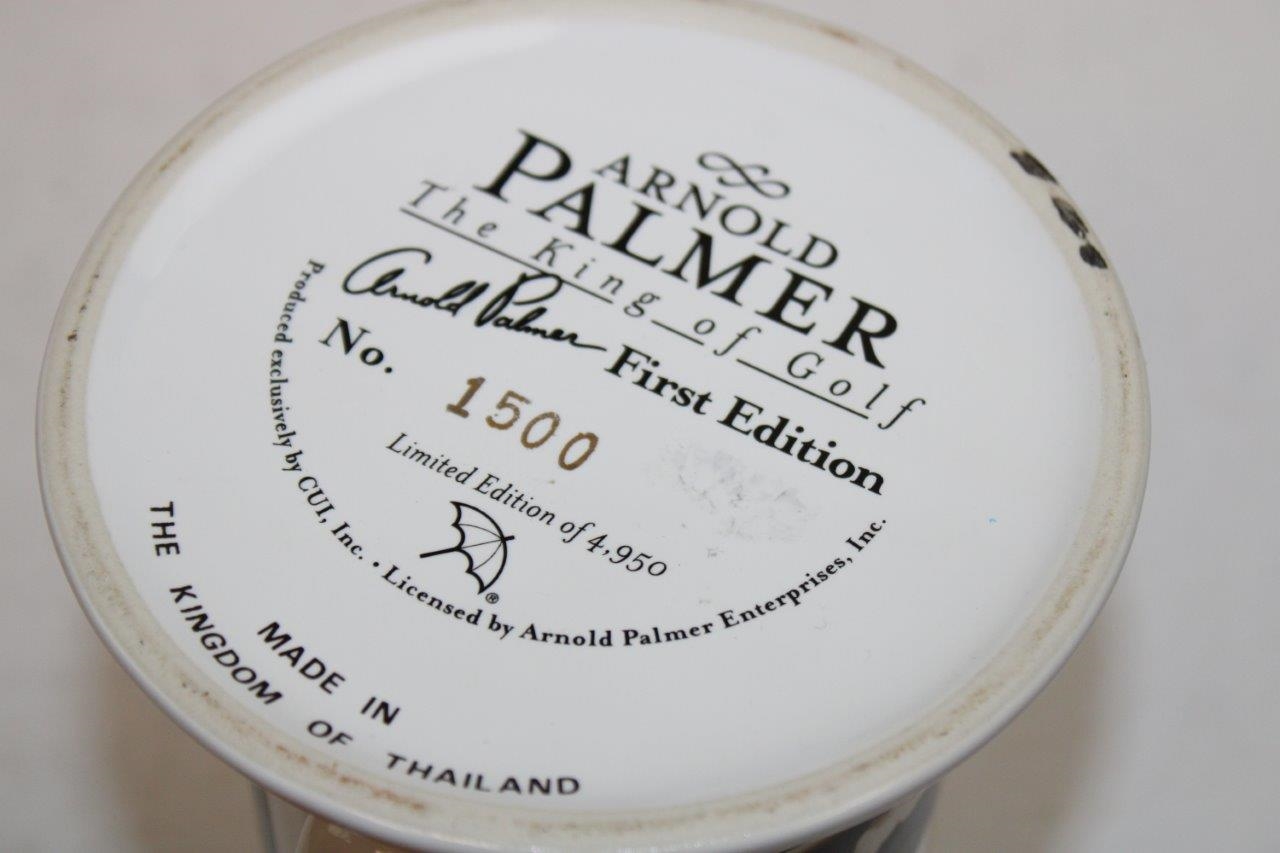 ARNOLD
PALMER
The King of Golf
Arnold Palmer First Edition
No. 1500
Limited Edition of 4,950
®
Produced exclusively by CUI, Inc. • Licensed by Arnold Palmer Enterprises, Inc.
MADE IN
THE KINGDOM OF THAILAND